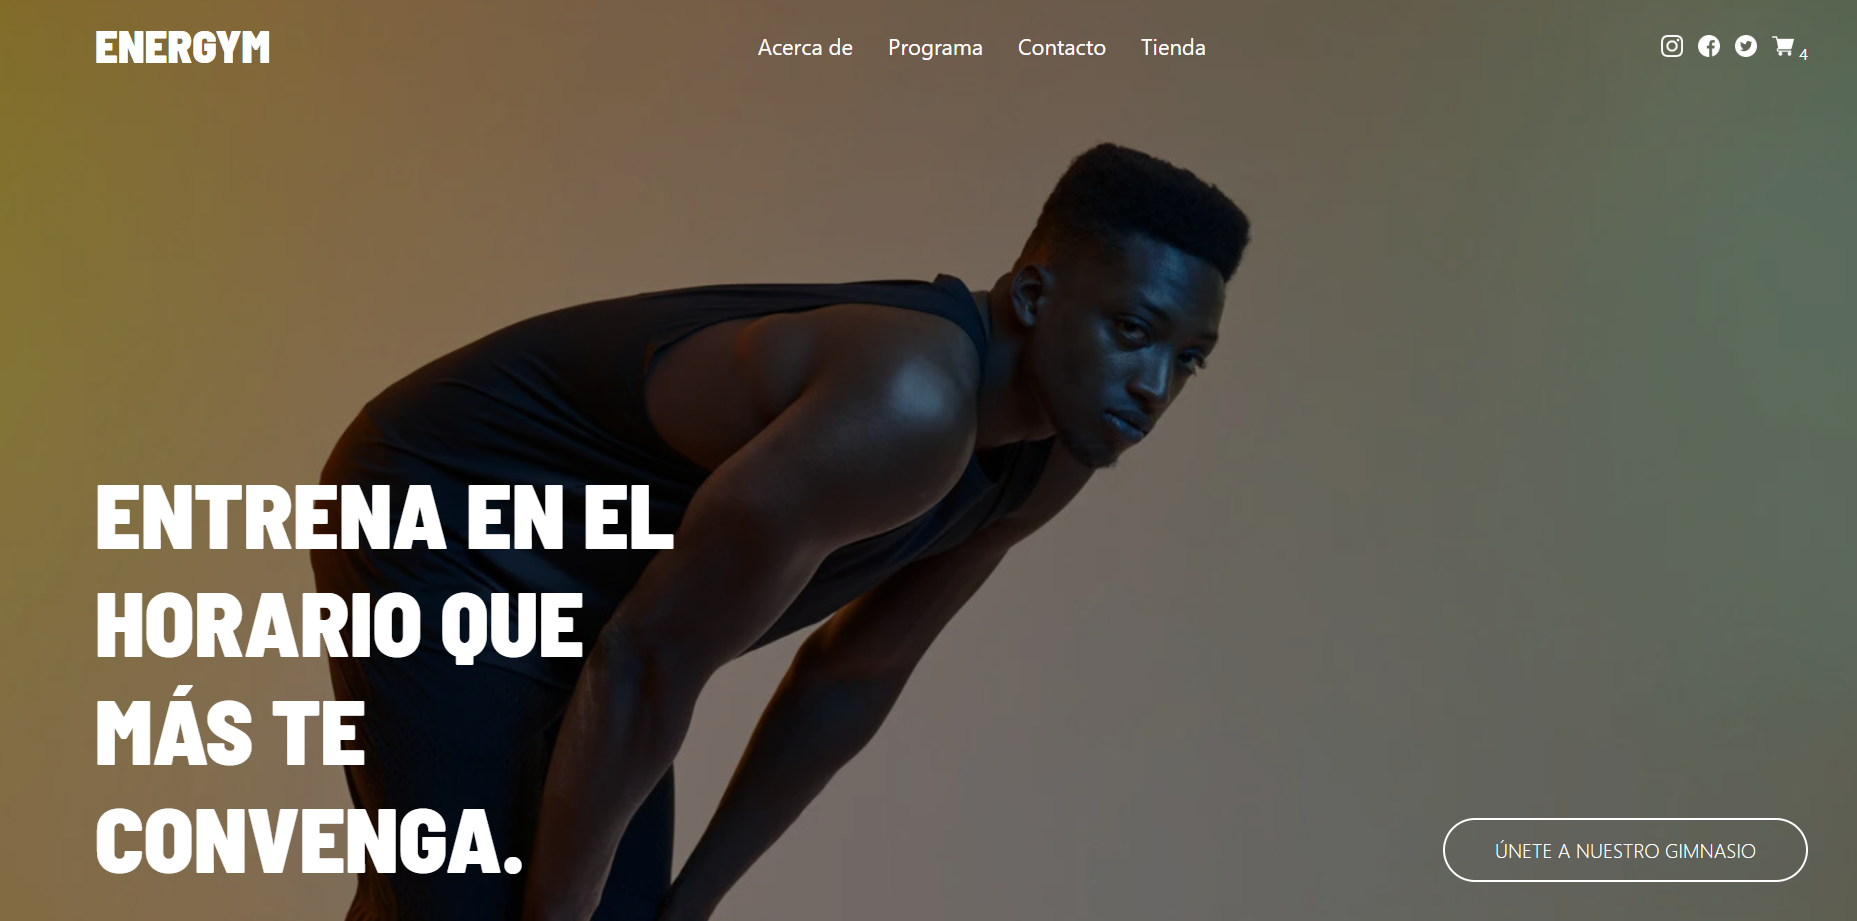 ENERGYM
Acerca de Programa Contacto Tienda
4
ENTRENA EN EL
HORARIO QUE
MÁS TE
CONVENGA.
ÚNETE A NUESTRO GIMNASIO